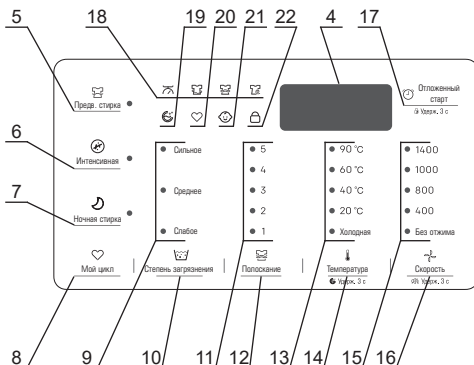 5 18 19 20 21 22 4 17
Предв. стирка
Отложенный
старт
Удерж. 3 с
6
Интенсивная
7
Ночная стирка
Сильное 5 90 °C 1400
4 60 °C 1000
Среднее 3 40 °C 800
2 20 °C 400
Слабое 1 Холодная Без отжима
Мой цикл Степень загрязнения Полоскание Температура Скорость
Удерж. 3 с Удерж. 3 с
8 9 10 11 12 13 14 15 16